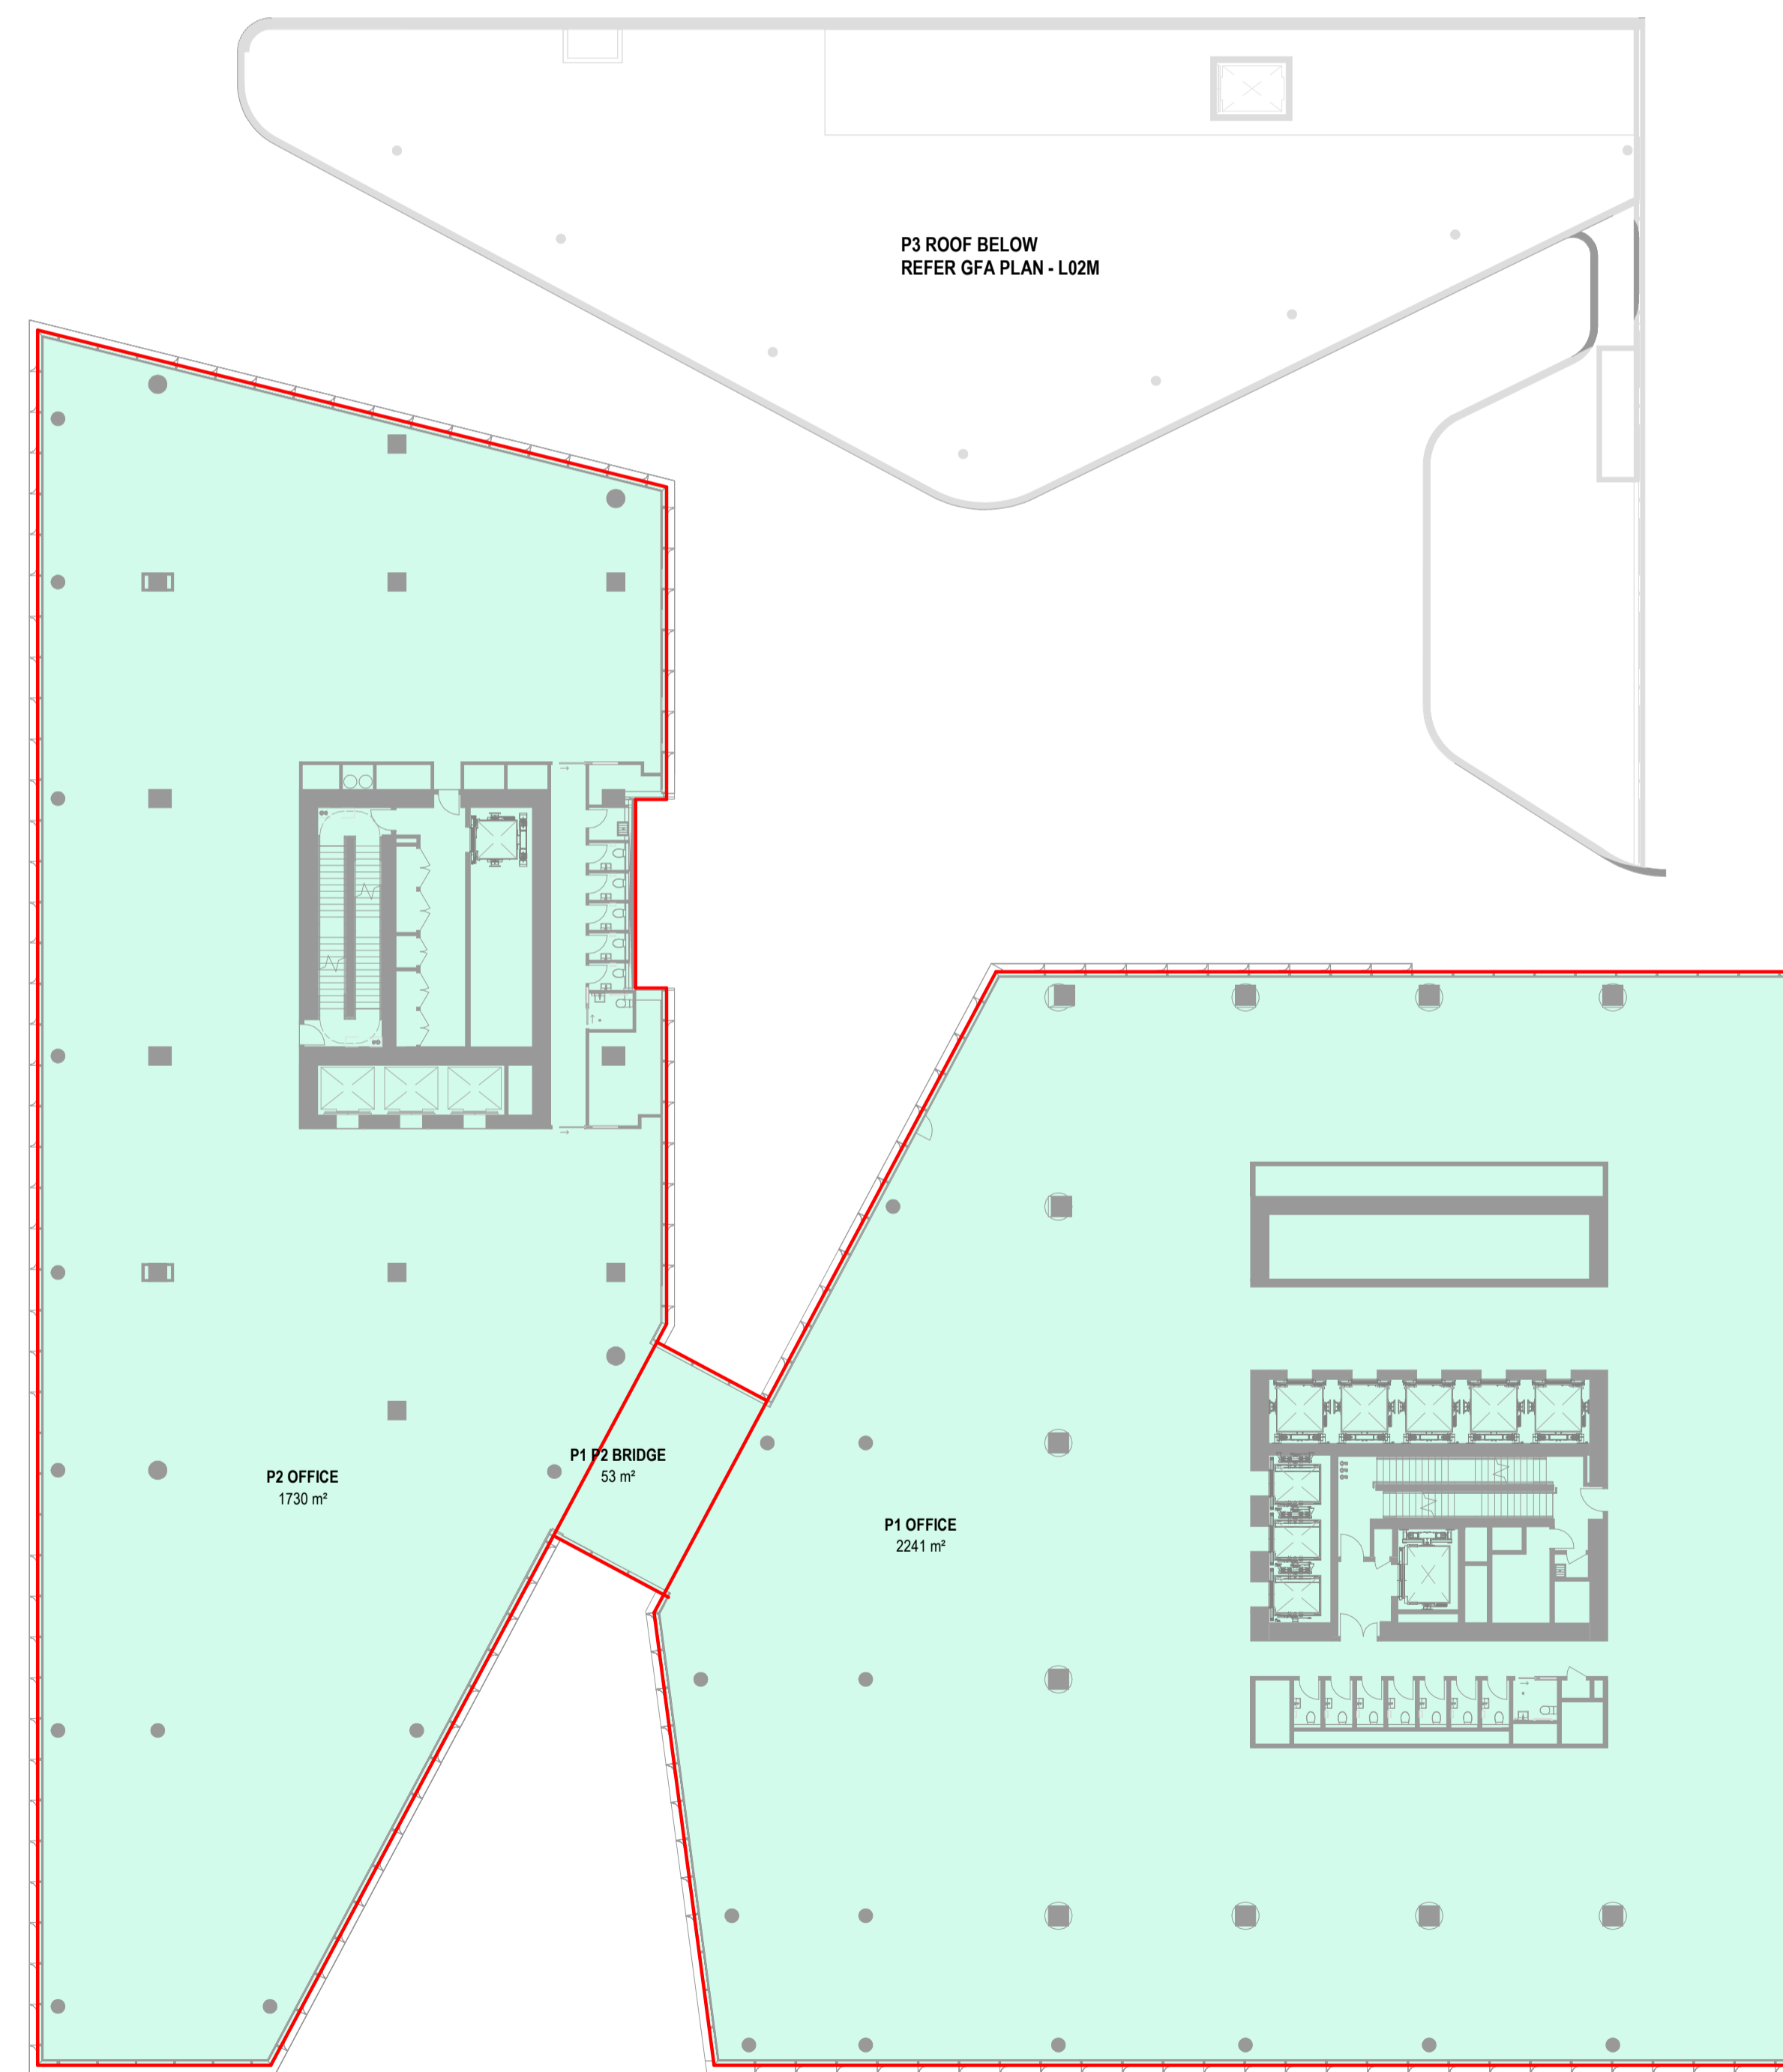 P3 ROOF BELOW
REFER GFA PLAN - L02M
P1 P2 BRIDGE
53 m²
P2 OFFICE
1730 m²
P1 OFFICE
2241 m²